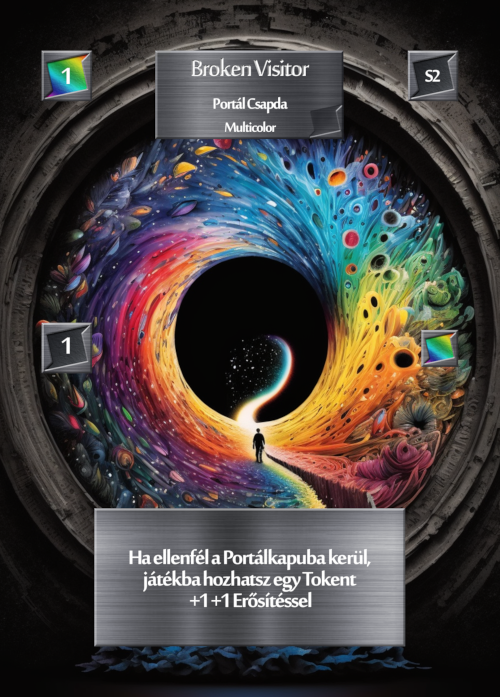 1
Broken Visitor
S2
Portál Csapda
Multicolor
1
Ha ellenfél a Portálkapuba kerül,
játékba hozhatsz egy Tokent
+1 +1 Erősítéssel